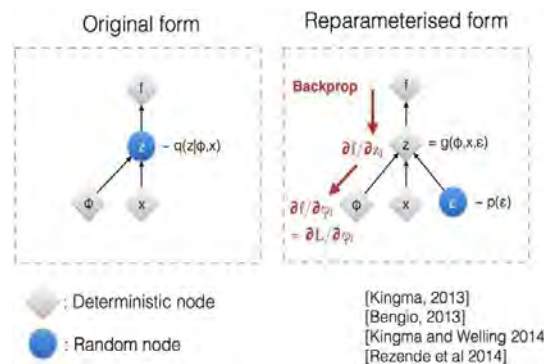 Original form
f
z ~ q(z|φ,x)
φ x
Reparameterised form
Backprop
f
∂f/∂zᵢ z = g(φ,x,ε)
∂f/∂φᵢ φ x ε ~ p(ε)
= ∂L/∂φᵢ
: Deterministic node
: Random node
[Kingma, 2013]
[Bengio, 2013]
[Kingma and Welling 2014
[Rezende et al 2014]